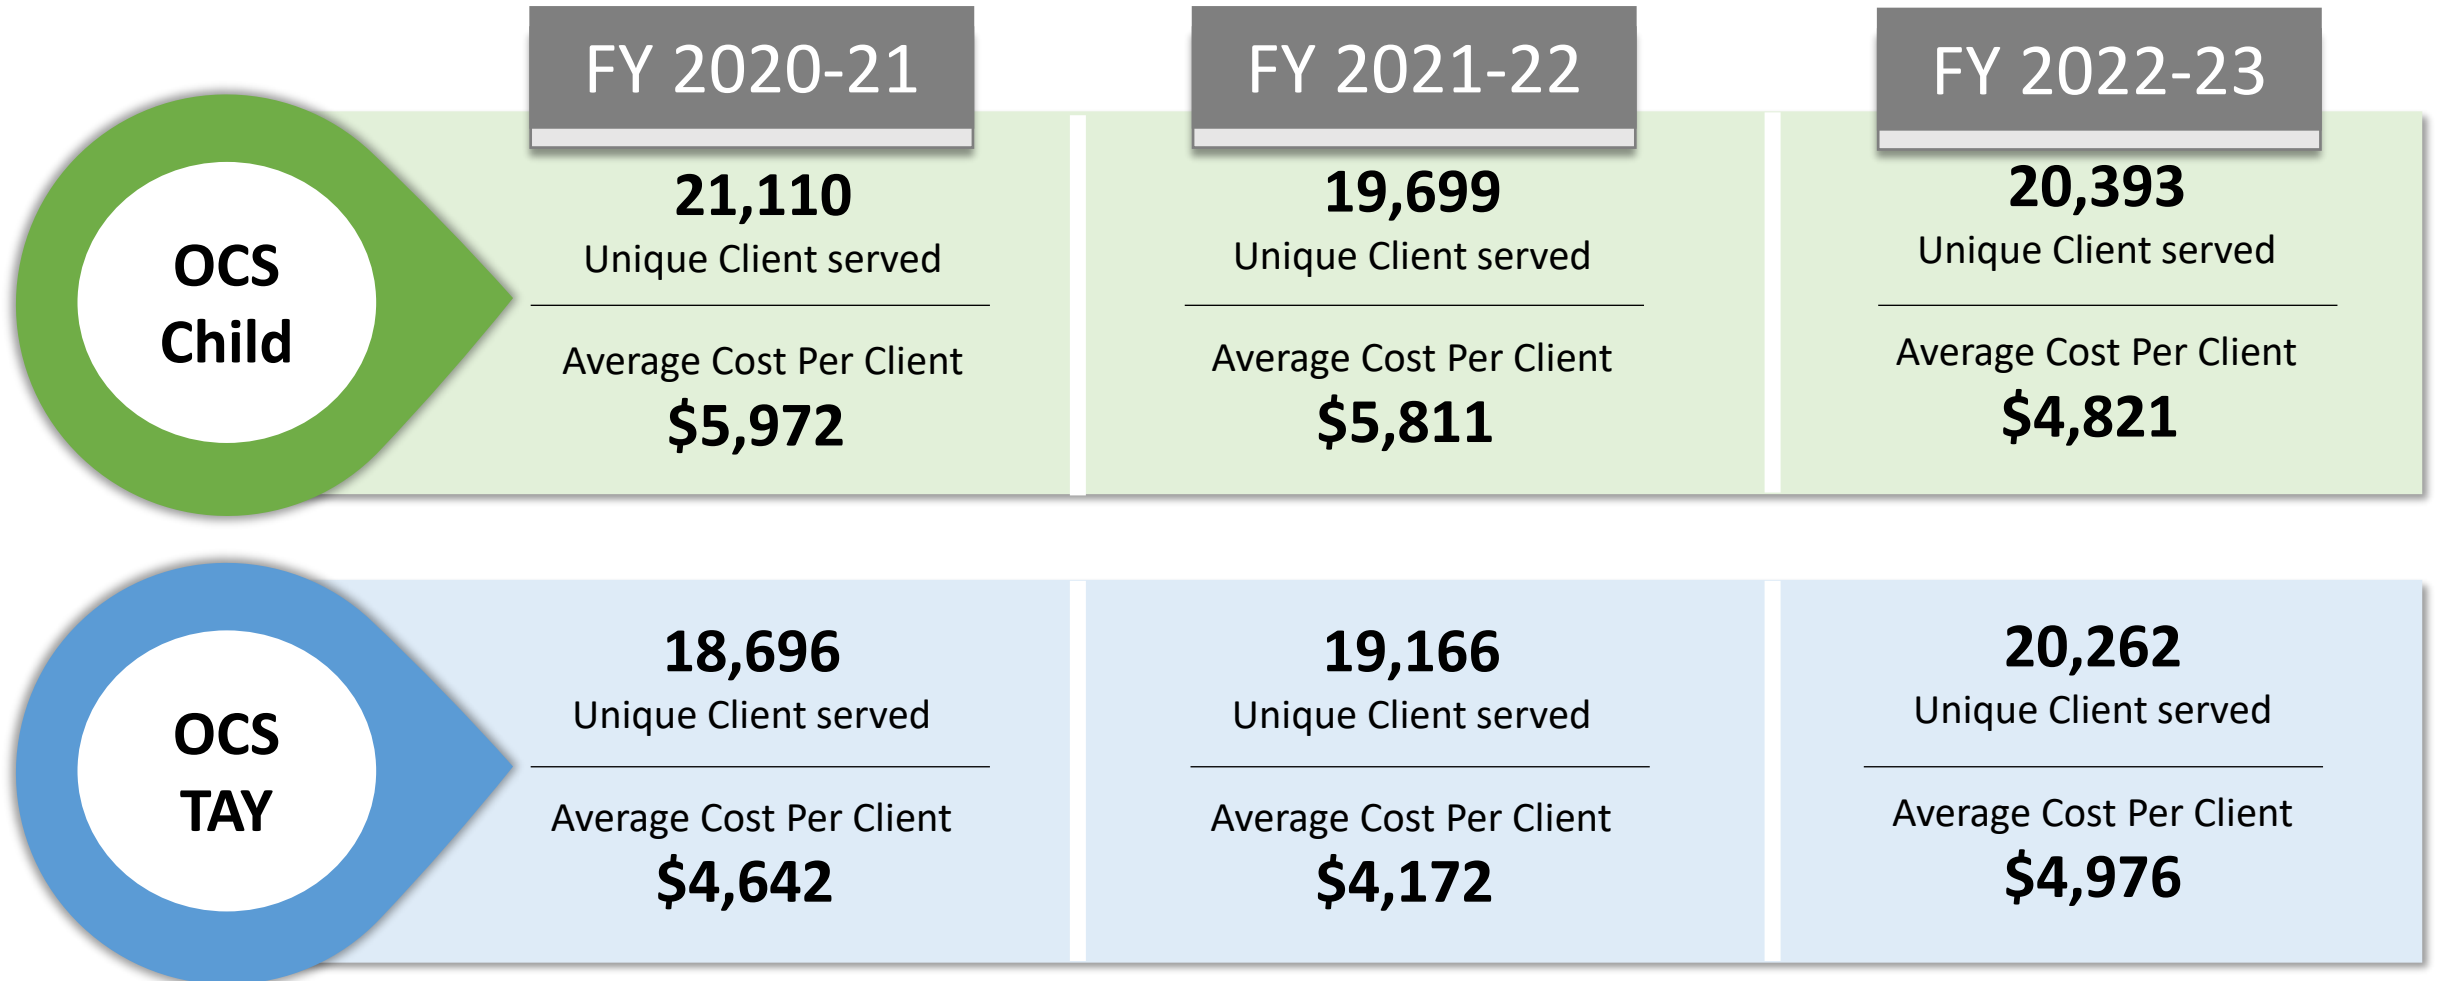 FY 2020-21
FY 2021-22
FY 2022-23
OCS
Child
21,110
Unique Client served
Average Cost Per Client
$5,972
19,699
Unique Client served
Average Cost Per Client
$5,811
20,393
Unique Client served
Average Cost Per Client
$4,821
OCS
TAY
18,696
Unique Client served
Average Cost Per Client
$4,642
19,166
Unique Client served
Average Cost Per Client
$4,172
20,262
Unique Client served
Average Cost Per Client
$4,976